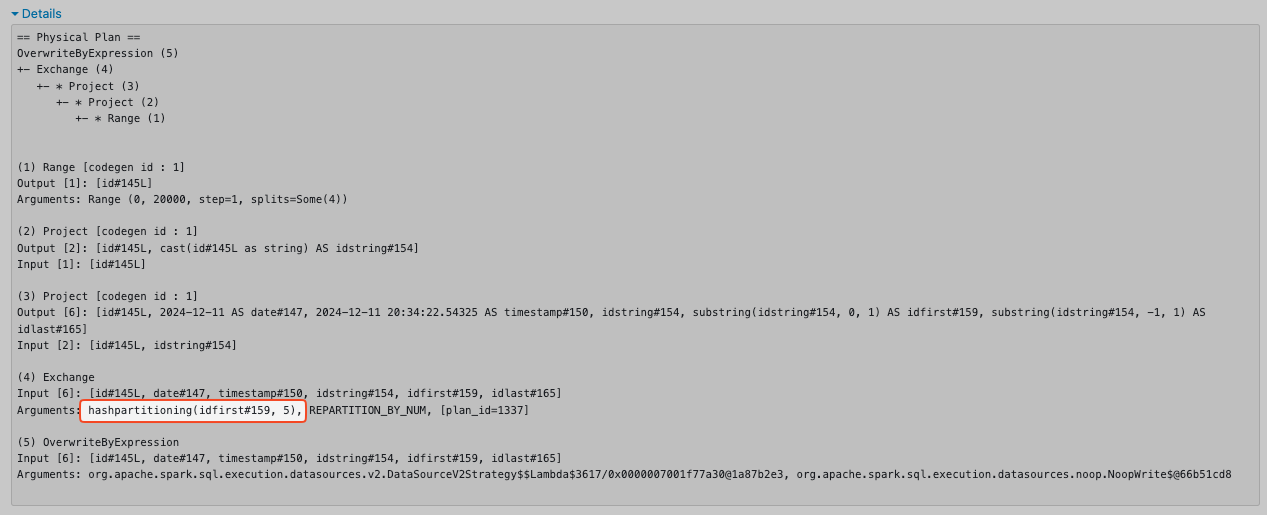 Details
== Physical Plan ==
OverwriteByExpression (5)
+- Exchange (4)
+- * Project (3)
+- * Project (2)
+- * Range (1)
(1) Range [codegen id : 1]
Output [1]: [id#145L]
Arguments: Range (0, 20000, step=1, splits=Some(4))
(2) Project [codegen id : 1]
Output [2]: [id#145L, cast(id#145L as string) AS idstring#154]
Input [1]: [id#145L]
(3) Project [codegen id : 1]
Output [6]: [id#145L, 2024-12-11 AS date#147, 2024-12-11 20:34:22.54325 AS timestamp#150, idstring#154, substring(idstring#154, 0, 1) AS idfirst#159, substring(idstring#154, -1, 1) AS
idlast#165]
Input [2]: [id#145L, idstring#154]
(4) Exchange
Input [6]: [id#145L, date#147, timestamp#150, idstring#154, idfirst#159, idlast#165]
Arguments: hashpartitioning(idfirst#159, 5), REPARTITION_BY_NUM, [plan_id=1337]
(5) OverwriteByExpression
Input [6]: [id#145L, date#147, timestamp#150, idstring#154, idfirst#159, idlast#165]
Arguments: org.apache.spark.sql.execution.datasources.v2.DataSourceV2Strategy$$Lambda$3617/0x0000007001f77a30@1a87b2e3, org.apache.spark.sql.execution.datasources.noop.NoopWrite$@66b51cd8